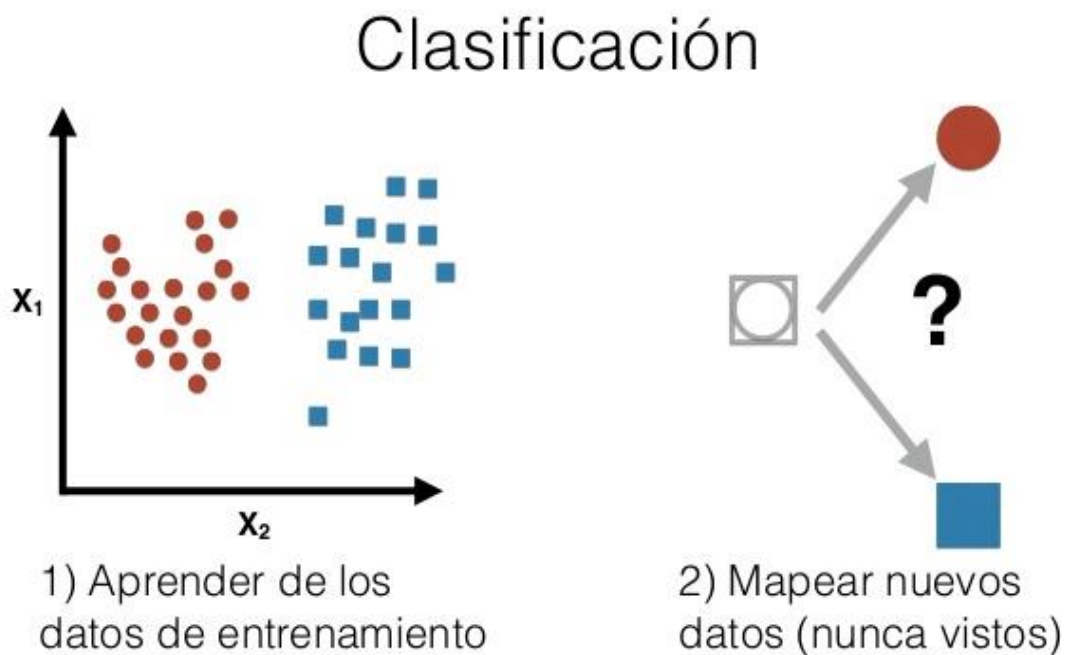 Clasificación
X₁
X₂
?
1) Aprender de los
datos de entrenamiento
2) Mapear nuevos
datos (nunca vistos)